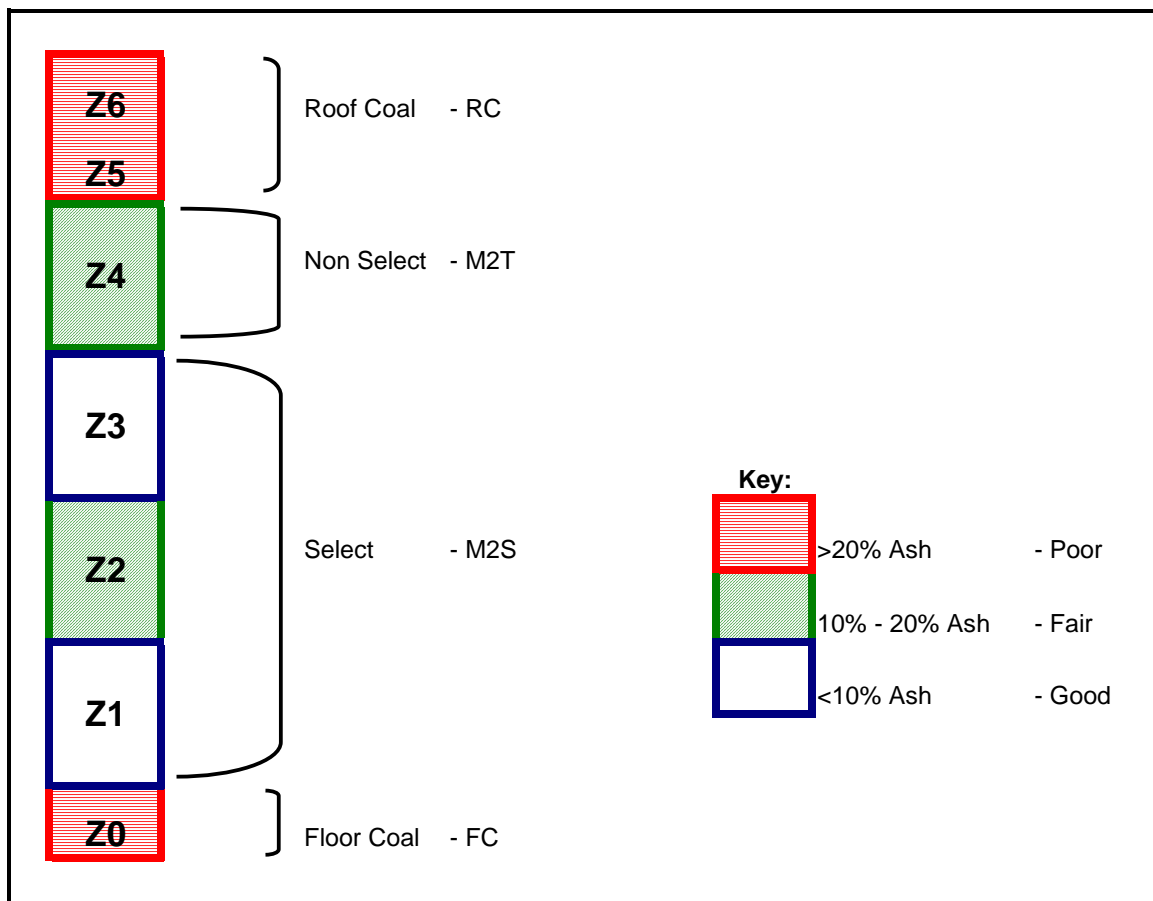 Z6
Roof Coal - RC
Z5
Non Select - M2T
Z4
Z3
Key:
Select - M2S
Z2
>20% Ash - Poor
10% - 20% Ash - Fair
<10% Ash - Good
Z1
Z0
Floor Coal - FC